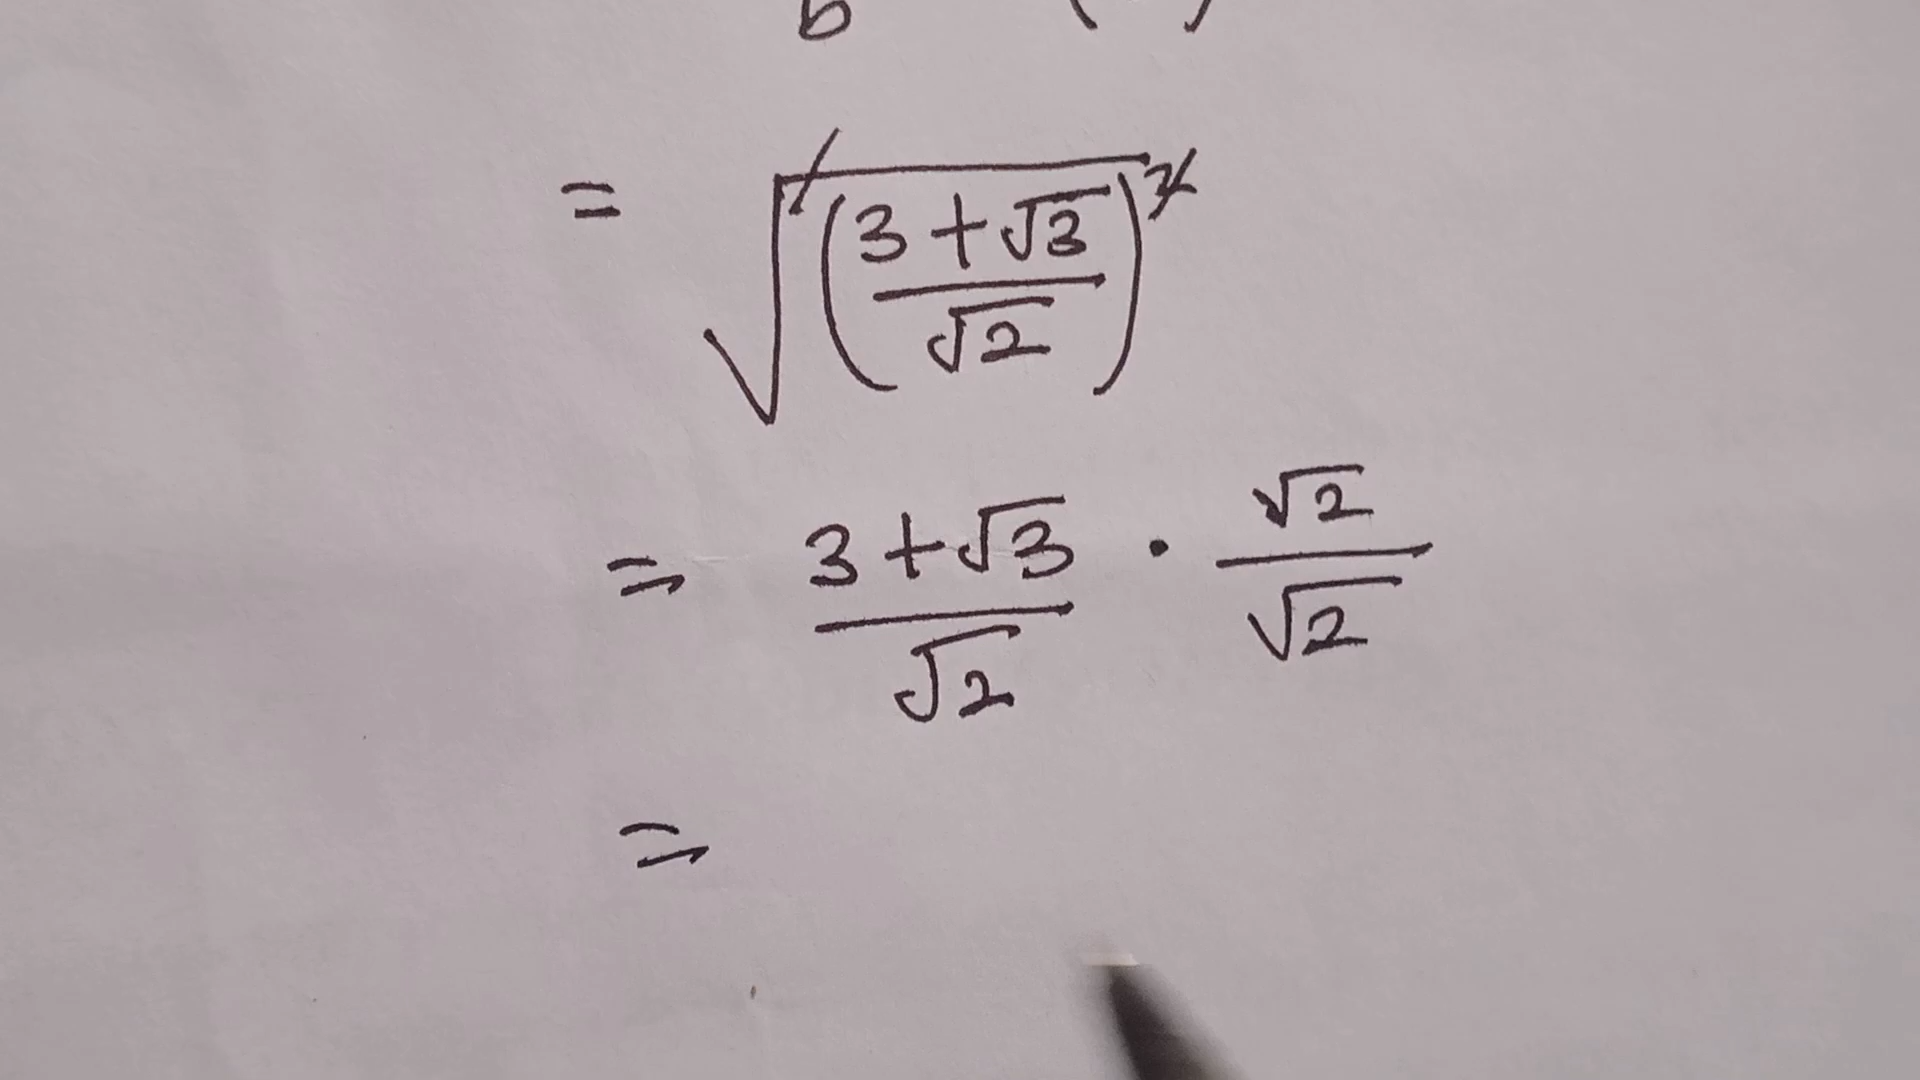 b ( )
= √((3 + √3)/√2)²
= (3 + √3)/√2 · √2/√2
=